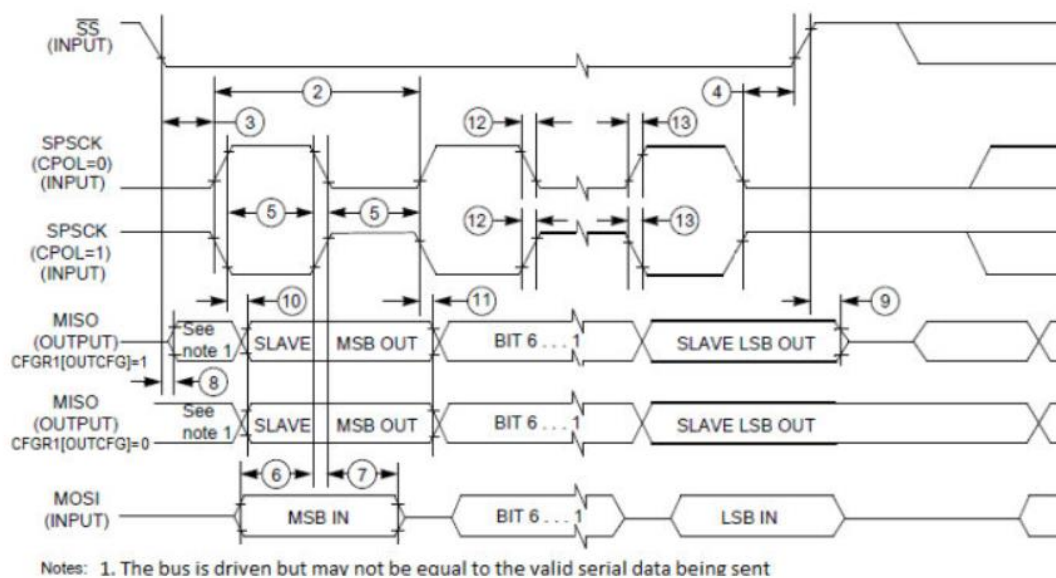 SS
(INPUT)
2
4
3
12
13
SPSCK
(CPOL=0)
(INPUT)
5
5
SPSCK
(CPOL=1)
(INPUT)
12
13
10
11
9
MISO
(OUTPUT)
CFGR1[OUTCFG]=1
See
note 1
SLAVE
MSB OUT
BIT 6 . . . 1
SLAVE LSB OUT
8
MISO
(OUTPUT)
CFGR1[OUTCFG]=0
See
note 1
SLAVE
MSB OUT
BIT 6 . . . 1
SLAVE LSB OUT
6
7
MOSI
(INPUT)
MSB IN
BIT 6 . . . 1
LSB IN
Notes: 1. The bus is driven but may not be equal to the valid serial data being sent